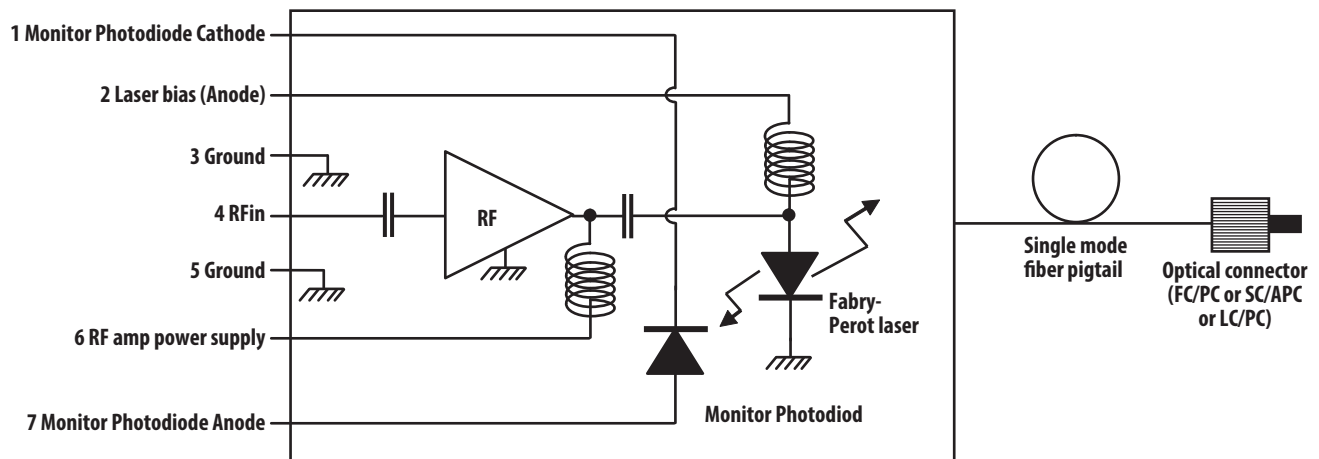 1 Monitor Photodiode Cathode
2 Laser bias (Anode)
3 Ground
4 RFin
RF
5 Ground
6 RF amp power supply
7 Monitor Photodiode Anode
Fabry-
Perot laser
Monitor Photodiod
Single mode
fiber pigtail
Optical connector
(FC/PC or SC/APC
or LC/PC)